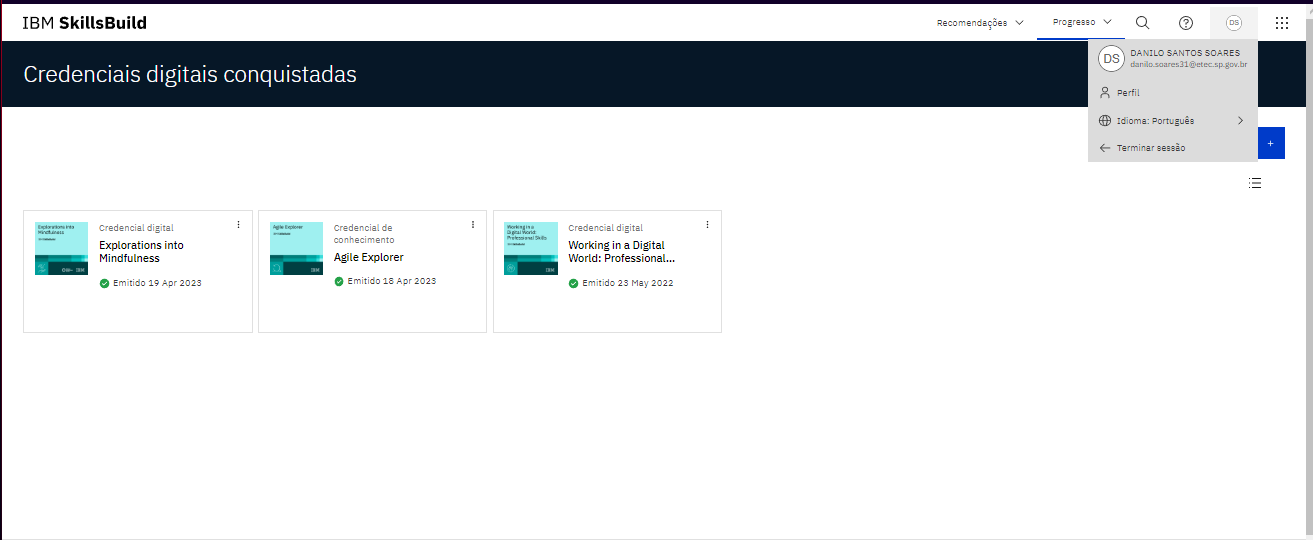 IBM SkillsBuild
Recomendações
Progresso
DS
Credenciais digitais conquistadas
DS
DANILO SANTOS SOARES
danilo.soares31@etec.sp.gov.br
Perfil
Idioma: Português
Terminar sessão
+
Explorations into
Mindfulness
IBM
Credencial digital
Explorations into
Mindfulness
Emitido 19 Apr 2023
Agile Explorer
IBM
Credencial de
conhecimento
Agile Explorer
Emitido 18 Apr 2023
Working in a
Digital World:
Professional Skills
Credencial digital
Working in a Digital
World: Professional...
Emitido 23 May 2022